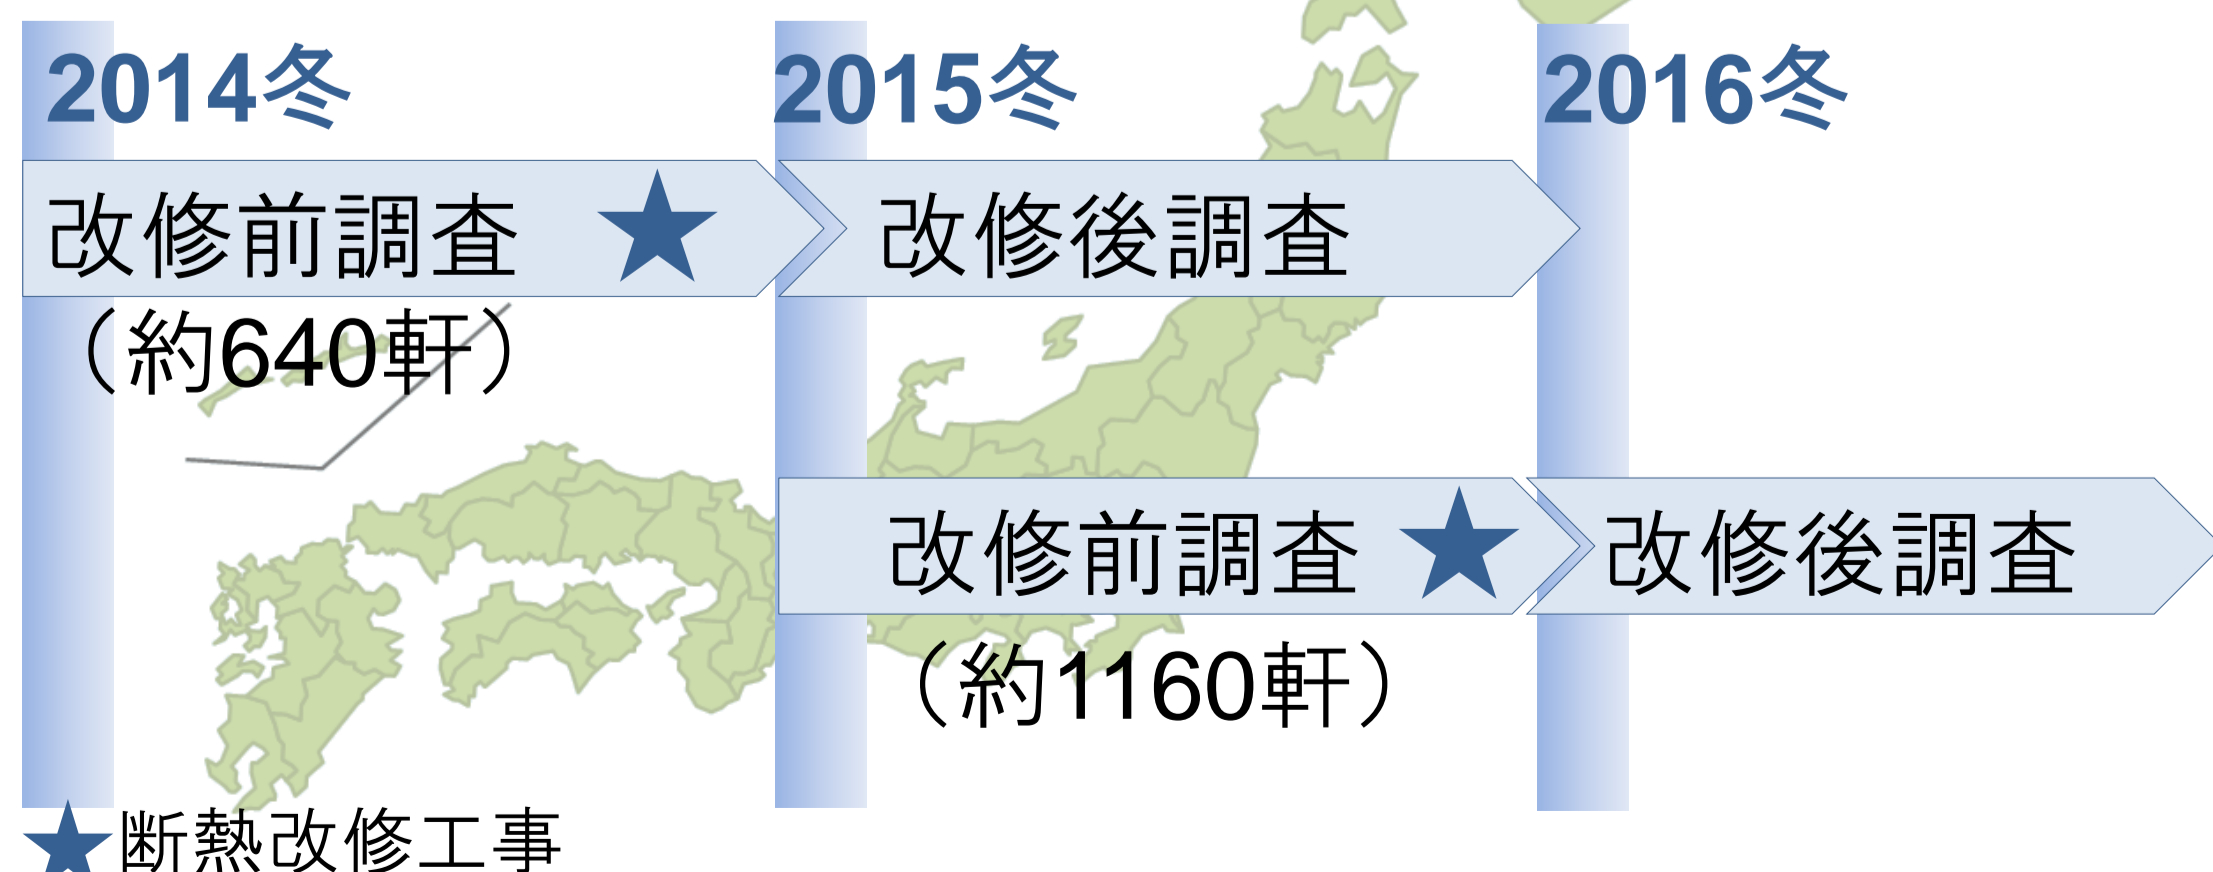 2014冬
2015冬
2016冬
改修前調査 ★
改修後調査
（約640軒）
改修前調査 ★
改修後調査
（約1160軒）
★断熱改修工事